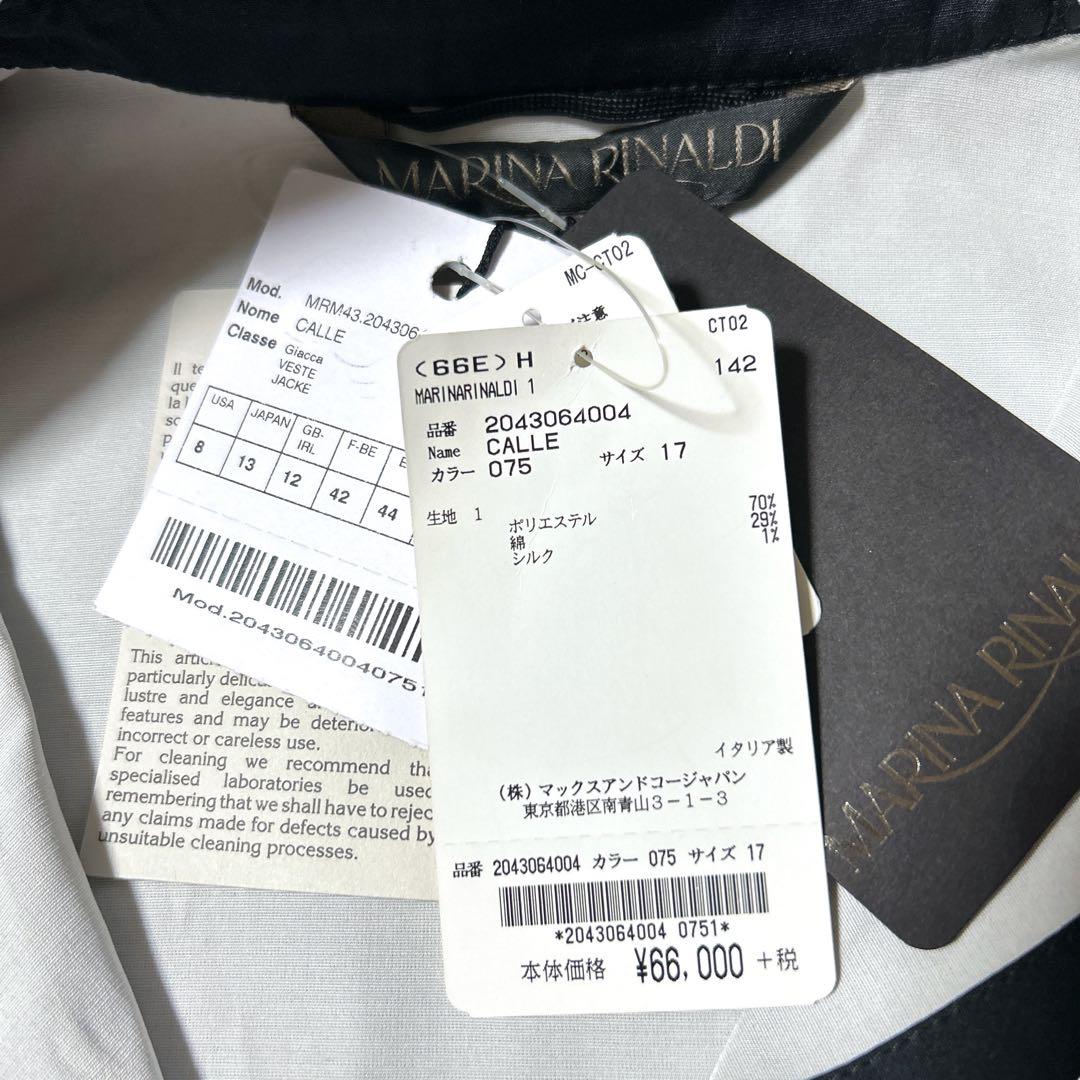 MARINA RINALDI
Mod. MRM43.204306
Nome CALLE
Classe Giacca
VESTE
JACKE
USA JAPAN GB-IRL F-BE
8 13 12 42 44
Mod.20430640040751
MC-CT02
注意
CT02
(66E) H 142
MARINARINALDI 1
品番 2043064004
Name CALLE
カラー 075 サイズ 17
生地 1 ポリエステル 70%
綿 29%
シルク 1%
イタリア製
(株)マックスアンドコージャパン
東京都港区南青山3-1-3
品番 2043064004 カラー 075 サイズ 17
*2043064004 0751*
本体価格 ¥66,000 +税
Il
This
particularly
lustre and elegance
features and may be
incorrect or careless use.
For cleaning we recommend
specialised laboratories be used
remembering that we shall have to reject
any claims made for defects caused by
unsuitable cleaning processes.
MARINA RINAL